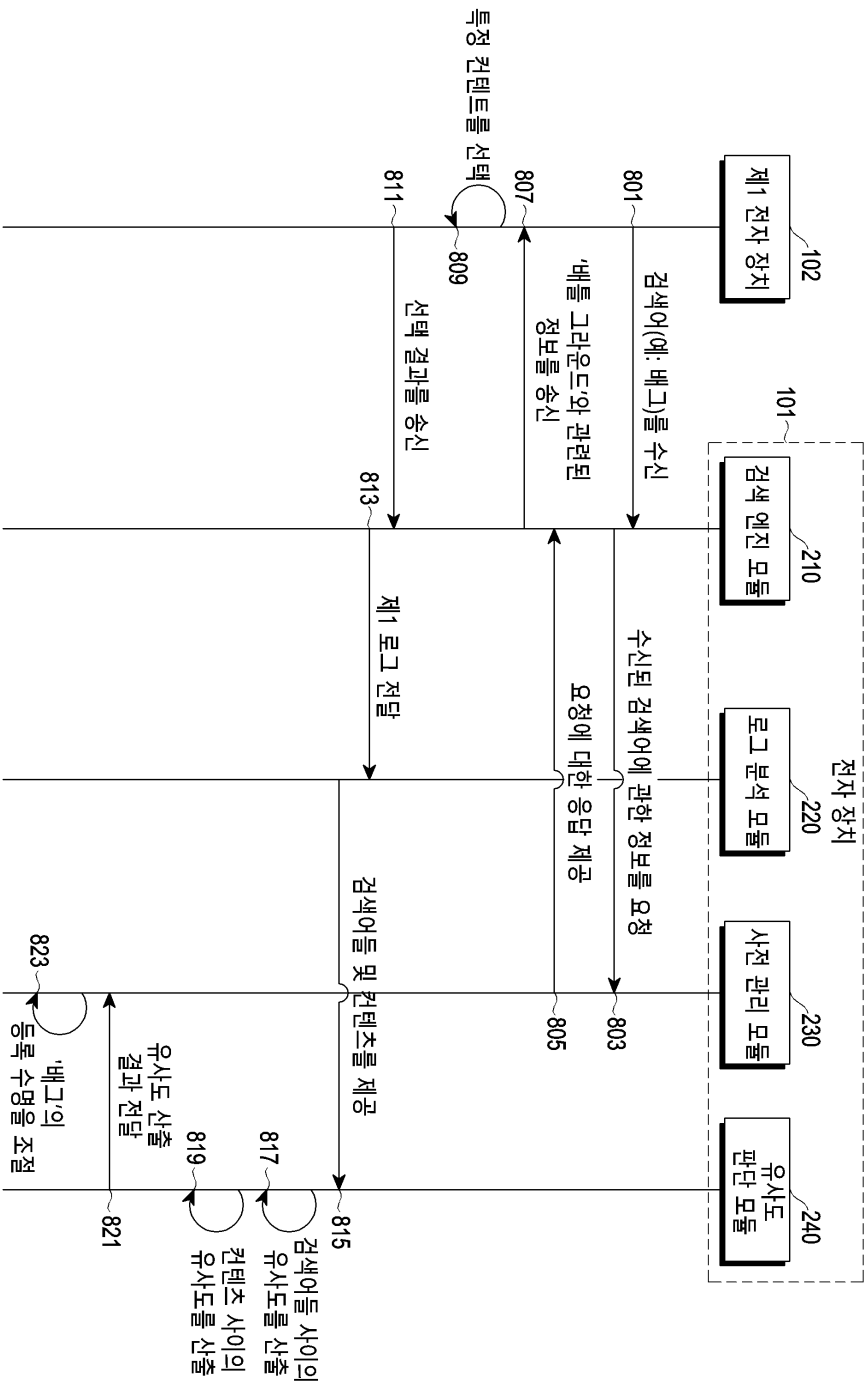 전자 장치
101
제1 전자 장치
102
검색 엔진 모듈
210
로그 분석 모듈
220
사전 관리 모듈
230
유사도
판단 모듈
240
801
검색어(예: 배그)를 수신
수신된 검색어에 관한 정보를 요청
803
요청에 대한 응답 제공
805
807
'배틀 그라운드'와 관련된
정보를 송신
특정 컨텐트를 선택
809
811
선택 결과를 송신
813
제1 로그 전달
검색어들 및 컨텐츠를 제공
815
817
검색어들 사이의
유사도를 산출
819
컨텐츠 사이의
유사도를 산출
유사도 산출
결과 전달
821
823
'배그'의
등록 수명을 조절